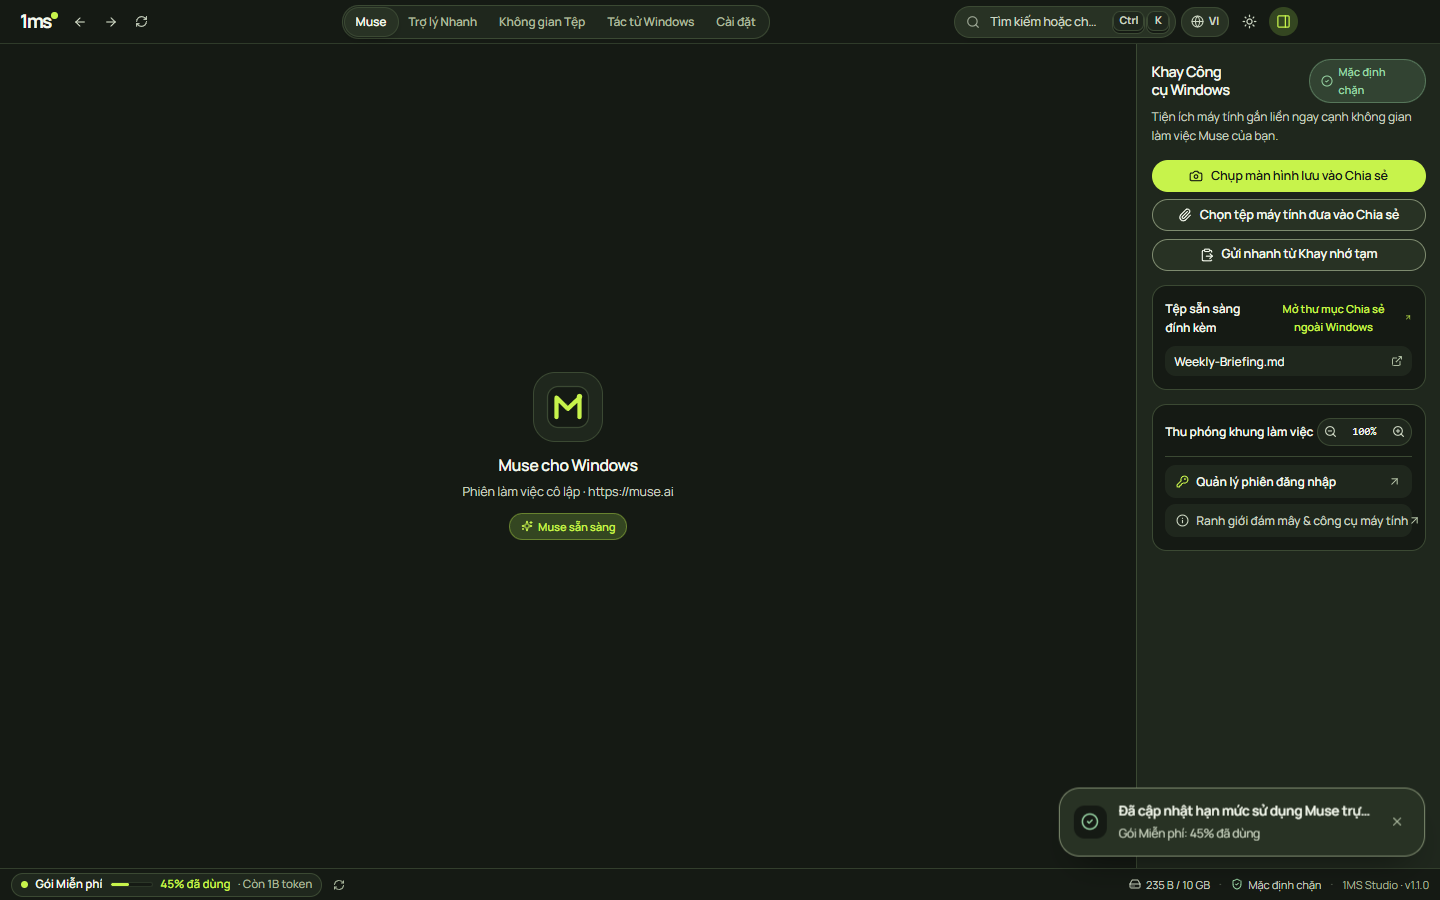 1ms
Muse Trợ lý Nhanh Không gian Tệp Tác tử Windows Cài đặt
Tìm kiếm hoặc ch... Ctrl K VI
Khay Công
cụ Windows
Mặc định
chặn
Tiện ích máy tính gắn liền ngay cạnh không gian
làm việc Muse của bạn.
Chụp màn hình lưu vào Chia sẻ
Chọn tệp máy tính đưa vào Chia sẻ
Gửi nhanh từ Khay nhớ tạm
Tệp sẵn sàng
đính kèm
Mở thư mục Chia sẻ
ngoài Windows
Weekly-Briefing.md
Thu phóng khung làm việc 100%
Quản lý phiên đăng nhập
Ranh giới đám mây & công cụ máy tính
Muse cho Windows
Phiên làm việc cô lập · https://muse.ai
Muse sẵn sàng
Đã cập nhật hạn mức sử dụng Muse trự...
Gói Miễn phí: 45% đã dùng
Gói Miễn phí 45% đã dùng · Còn 1B token
235 B / 10 GB · Mặc định chặn · 1MS Studio · v1.1.0